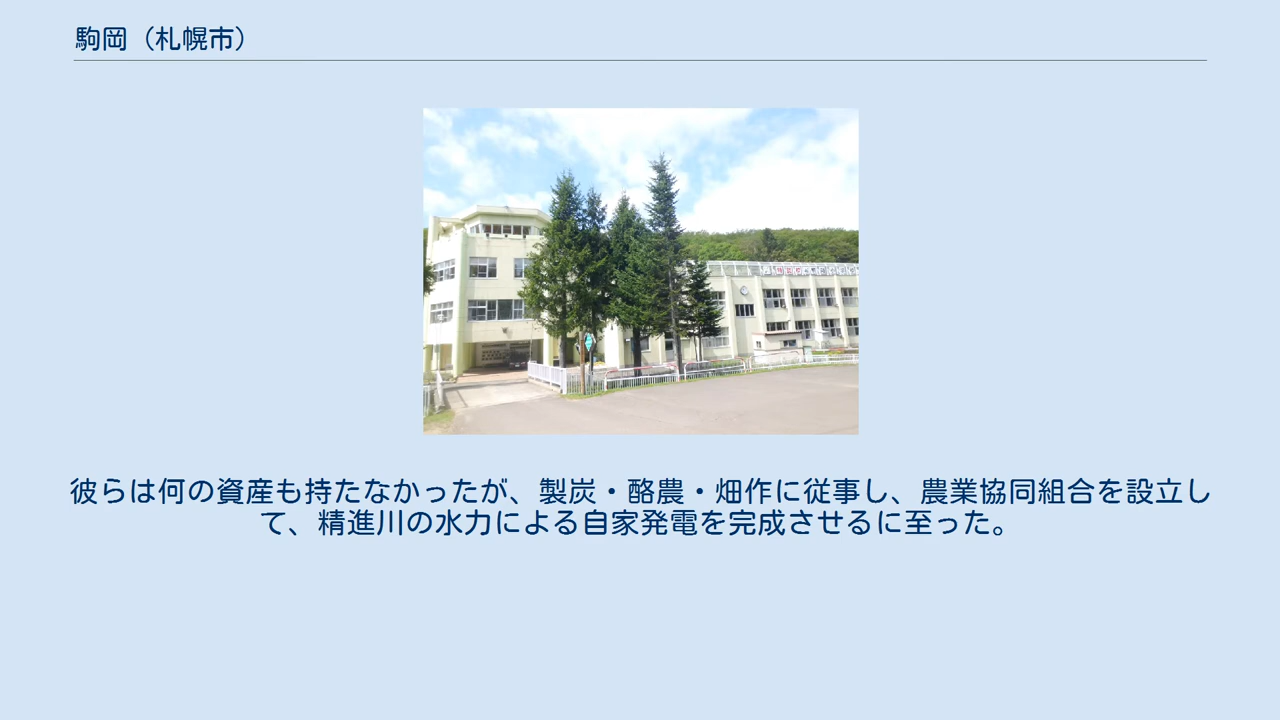 駒岡（札幌市）
彼らは何の資産も持たなかったが、製炭・酪農・畑作に従事し、農業協同組合を設立し
て、精進川の水力による自家発電を完成させるに至った。